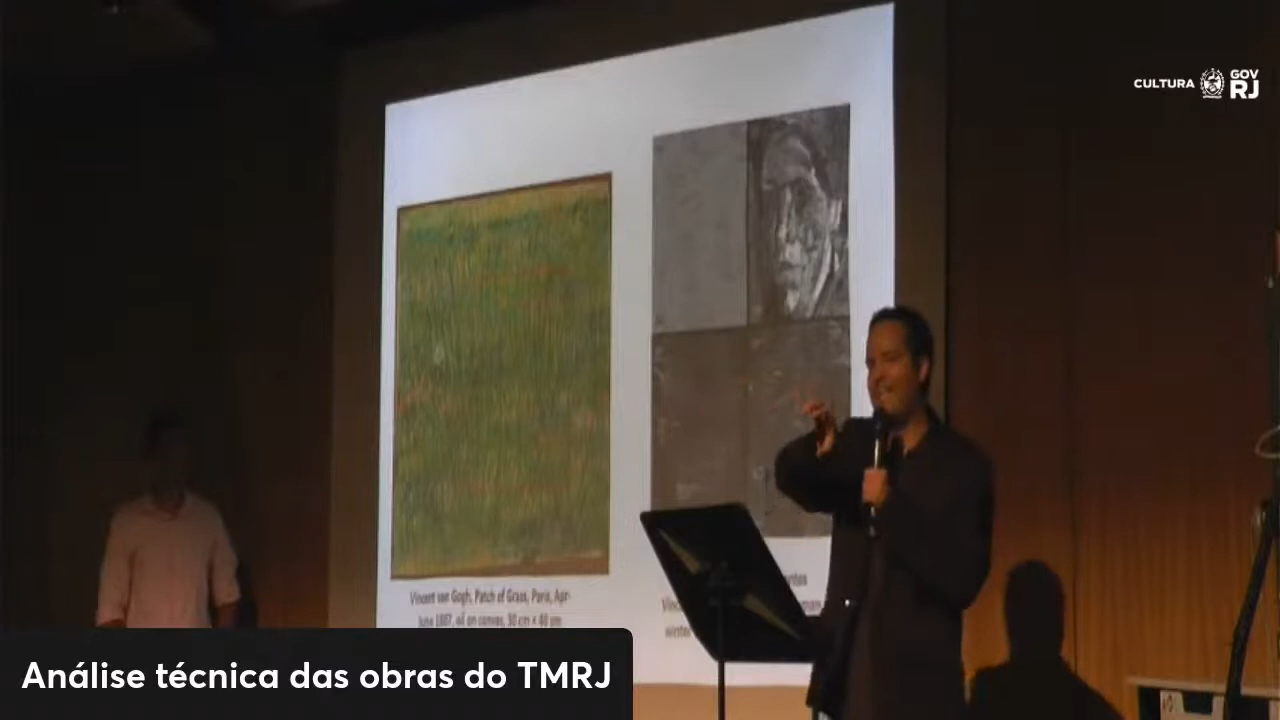 CULTURA
GOV
RJ
Vincent van Gogh, Patch of Grass, Paris, Apr-
June 1887, oil on canvas, 30 cm × 40 cm
winter
Análise técnica das obras do TMRJ